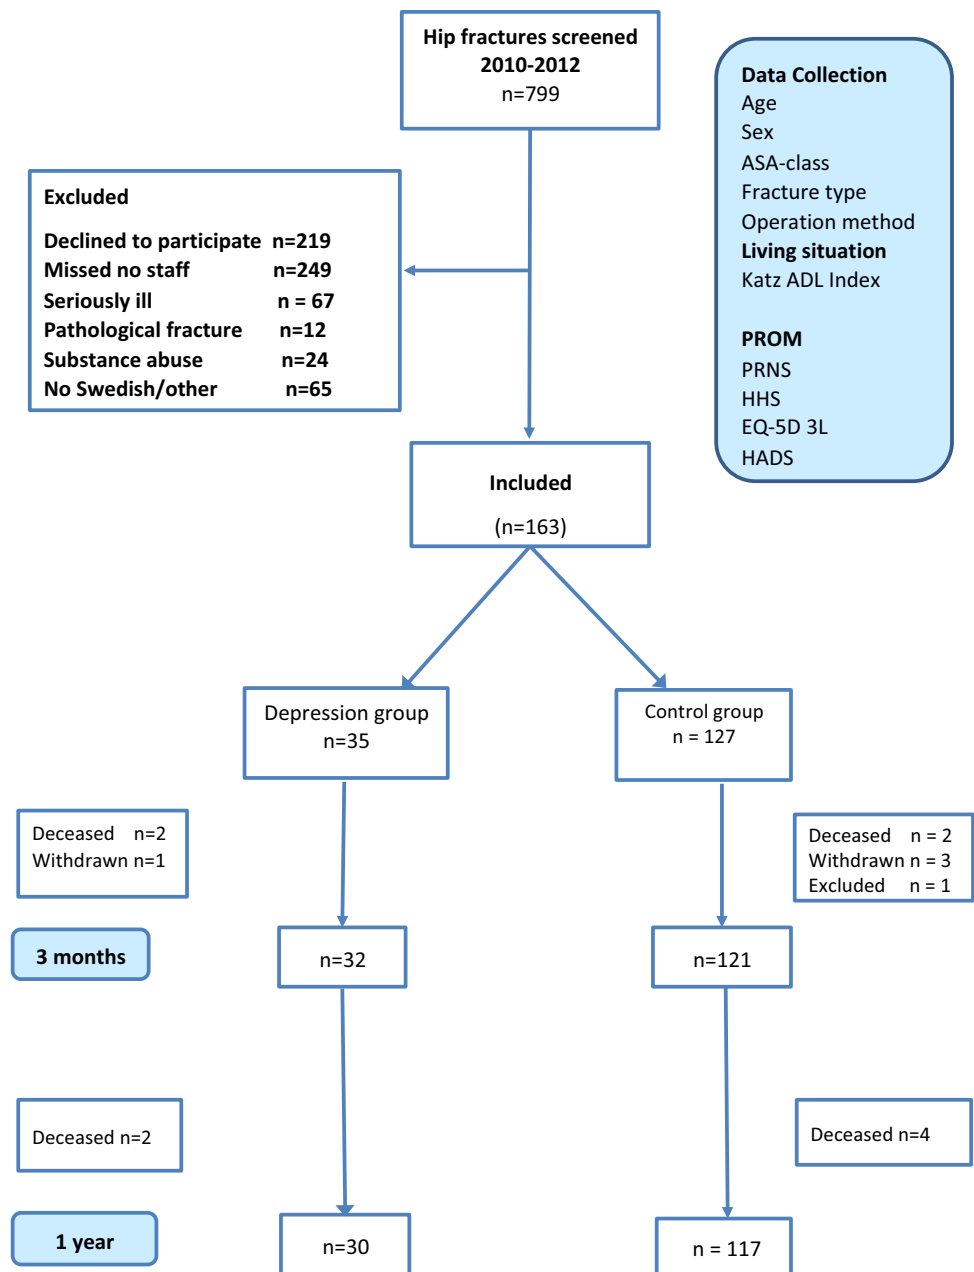 Hip fractures screened
2010-2012
n=799
Data Collection
Age
Sex
ASA-class
Fracture type
Operation method
Living situation
Katz ADL Index
PROM
PRNS
HHS
EQ-5D 3L
HADS
Excluded
Declined to participate n=219
Missed no staff n=249
Seriously ill n = 67
Pathological fracture n=12
Substance abuse n=24
No Swedish/other n=65
Included
(n=163)
Depression group
n=35
Control group
n = 127
Deceased n=2
Withdrawn n=1
Deceased n = 2
Withdrawn n = 3
Excluded n = 1
3 months
n=32
n=121
Deceased n=2
Deceased n=4
1 year
n=30
n = 117